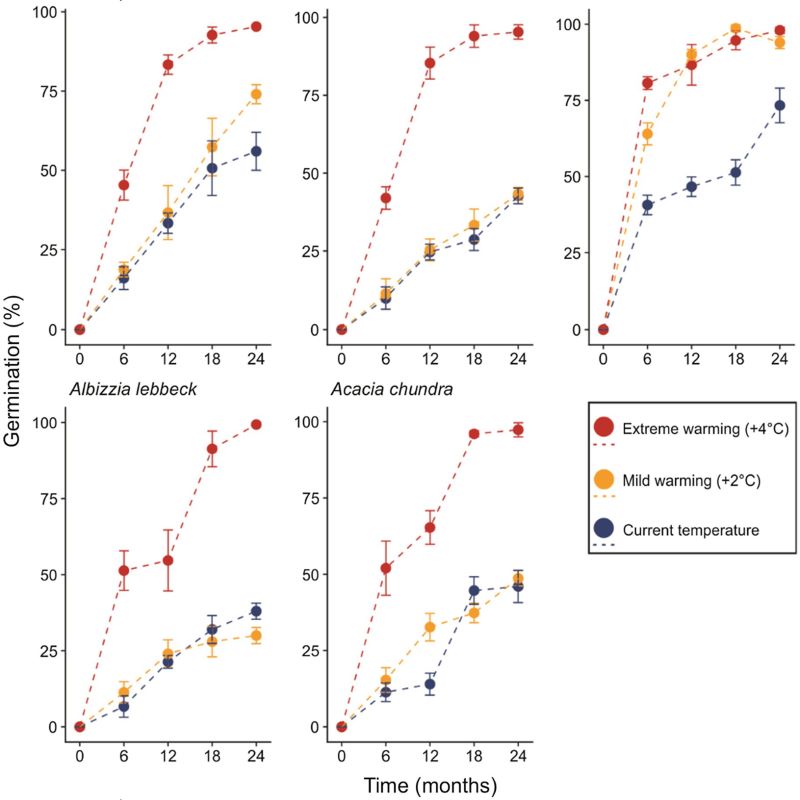 100
75
50
25
0
0 6 12 18 24
100
75
50
25
0
0 6 12 18 24
100
75
50
25
0
0 6 12 18 24
Germination (%)
Albizzia lebbeck
100
75
50
25
0
0 6 12 18 24
Acacia chundra
100
75
50
25
0
0 6 12 18 24
Extreme warming (+4°C)
Mild warming (+2°C)
Current temperature
Time (months)